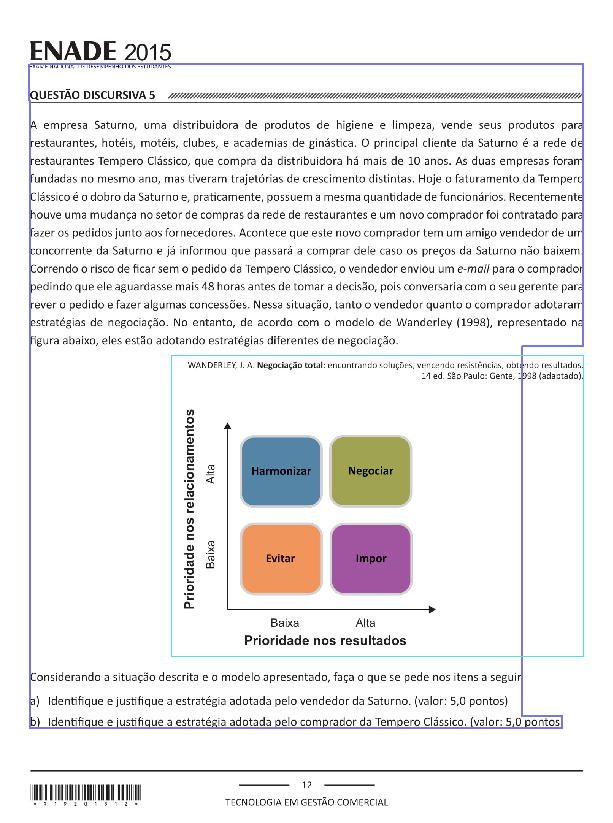 ENADE 2015
EXAME NACIONAL DE DESEMPENHO DOS ESTUDANTES
QUESTÃO DISCURSIVA 5
A empresa Saturno, uma distribuidora de produtos de higiene e limpeza, vende seus produtos para
restaurantes, hotéis, motéis, clubes, e academias de ginástica. O principal cliente da Saturno é a rede de
restaurantes Tempero Clássico, que compra da distribuidora há mais de 10 anos. As duas empresas foram
fundadas no mesmo ano, mas tiveram trajetórias de crescimento distintas. Hoje o faturamento da Tempero
Clássico é o dobro da Saturno e, praticamente, possuem a mesma quantidade de funcionários. Recentemente
houve uma mudança no setor de compras da rede de restaurantes e um novo comprador foi contratado para
fazer os pedidos junto aos fornecedores. Acontece que este novo comprador tem um amigo vendedor de um
concorrente da Saturno e já informou que passará a comprar dele caso os preços da Saturno não baixem.
Correndo o risco de ficar sem o pedido da Tempero Clássico, o vendedor enviou um e-mail para o comprador
pedindo que ele aguardasse mais 48 horas antes de tomar a decisão, pois conversaria com o seu gerente para
rever o pedido e fazer algumas concessões. Nessa situação, tanto o vendedor quanto o comprador adotaram
estratégias de negociação. No entanto, de acordo com o modelo de Wanderley (1998), representado na
figura abaixo, eles estão adotando estratégias diferentes de negociação.
WANDERLEY, J. A. Negociação total: encontrando soluções, vencendo resistências, obtendo resultados.
14 ed. São Paulo: Gente, 1998 (adaptado).
Prioridade nos relacionamentos
Alta
Harmonizar
Negociar
Baixa
Evitar
Impor
Baixa
Alta
Prioridade nos resultados
Considerando a situação descrita e o modelo apresentado, faça o que se pede nos itens a seguir
a) Identifique e justifique a estratégia adotada pelo vendedor da Saturno. (valor: 5,0 pontos)
b) Identifique e justifique a estratégia adotada pelo comprador da Tempero Clássico. (valor: 5,0 pontos
12
TECNOLOGIA EM GESTÃO COMERCIAL